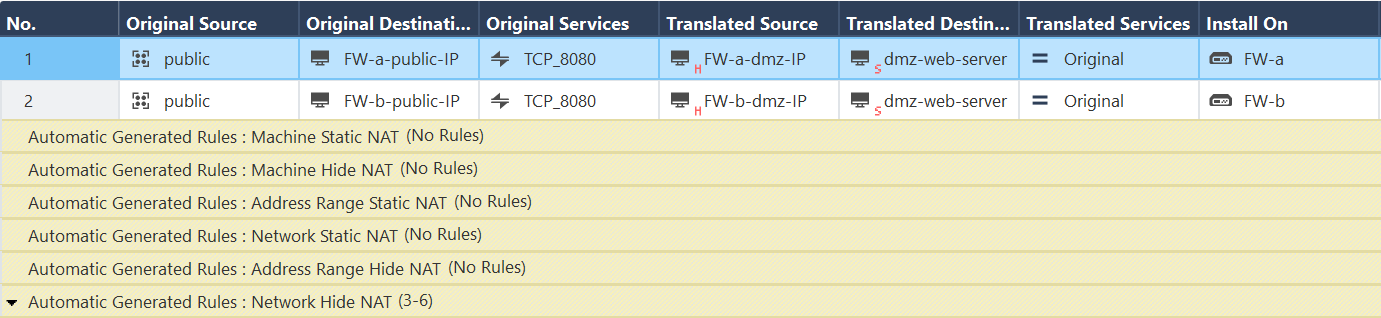 No. Original Source Original Destinati... Original Services Translated Source Translated Destin... Translated Services Install On
1 public FW-a-public-IP TCP_8080 H FW-a-dmz-IP S dmz-web-server Original FW-a
2 public FW-b-public-IP TCP_8080 H FW-b-dmz-IP S dmz-web-server Original FW-b
Automatic Generated Rules : Machine Static NAT (No Rules)
Automatic Generated Rules : Machine Hide NAT (No Rules)
Automatic Generated Rules : Address Range Static NAT (No Rules)
Automatic Generated Rules : Network Static NAT (No Rules)
Automatic Generated Rules : Address Range Hide NAT (No Rules)
Automatic Generated Rules : Network Hide NAT (3-6)